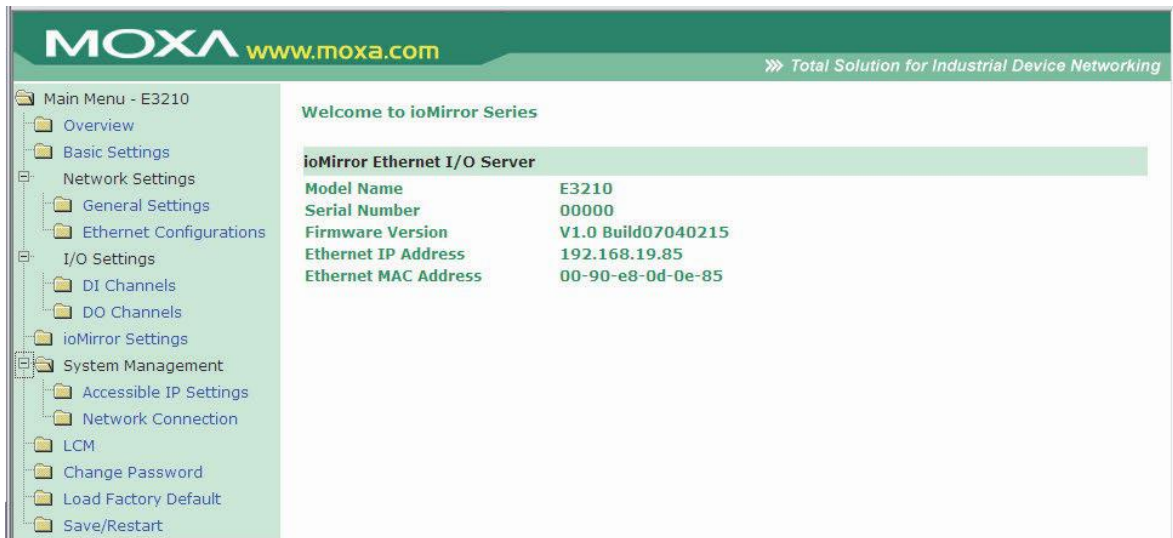 MOXA www.moxa.com
Total Solution for Industrial Device Networking
Main Menu - E3210
Overview
Basic Settings
Network Settings
General Settings
Ethernet Configurations
I/O Settings
DI Channels
DO Channels
ioMirror Settings
System Management
Accessible IP Settings
Network Connection
LCM
Change Password
Load Factory Default
Save/Restart
Welcome to ioMirror Series
ioMirror Ethernet I/O Server
Model Name E3210
Serial Number 00000
Firmware Version V1.0 Build07040215
Ethernet IP Address 192.168.19.85
Ethernet MAC Address 00-90-e8-0d-0e-85